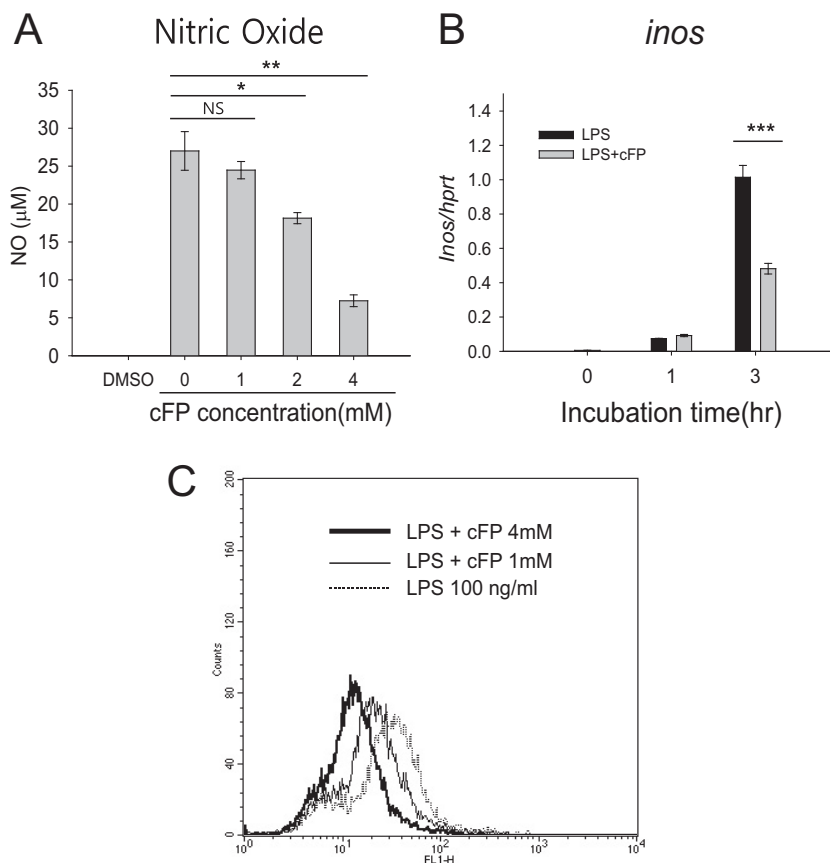 A
Nitric Oxide
**
*
NS
35
30
25
20
15
10
5
0
NO (μM)
DMSO 0 1 2 4
cFP concentration(mM)
B
inos
1.4
1.2
1.0
0.8
0.6
0.4
0.2
0.0
Inos/hprt
LPS
LPS+cFP
***
0 1 3
Incubation time(hr)
C
200
160
120
80
40
0
Counts
LPS + cFP 4mM
LPS + cFP 1mM
LPS 100 ng/ml
10⁰ 10¹ 10² 10³ 10⁴
FL1-H